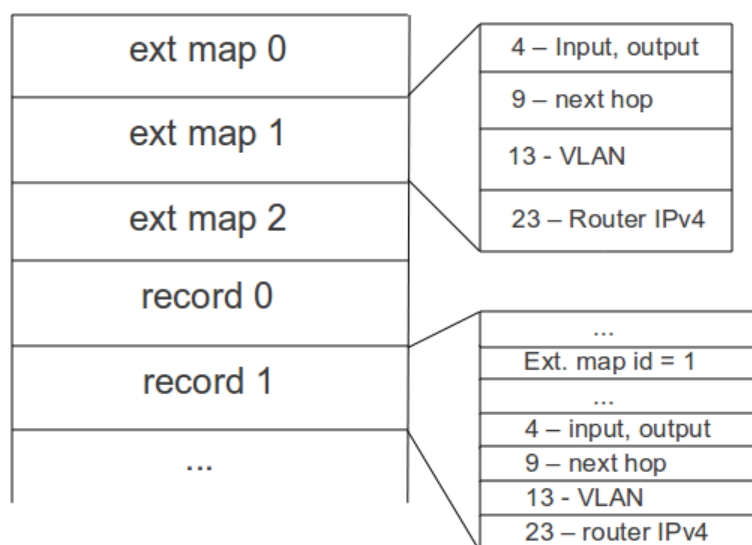 ext map 0
ext map 1
ext map 2
record 0
record 1
...
4 – Input, output
9 – next hop
13 - VLAN
23 – Router IPv4
...
Ext. map id = 1
...
4 – input, output
9 – next hop
13 - VLAN
23 – router IPv4